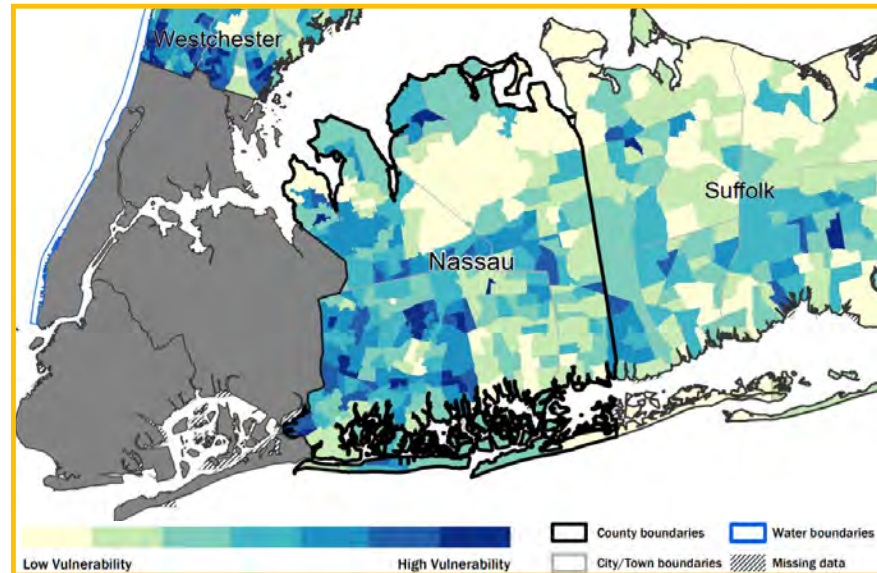 Westchester
Suffolk
Nassau
Low Vulnerability
High Vulnerability
County boundaries
Water boundaries
City/Town boundaries
Missing data